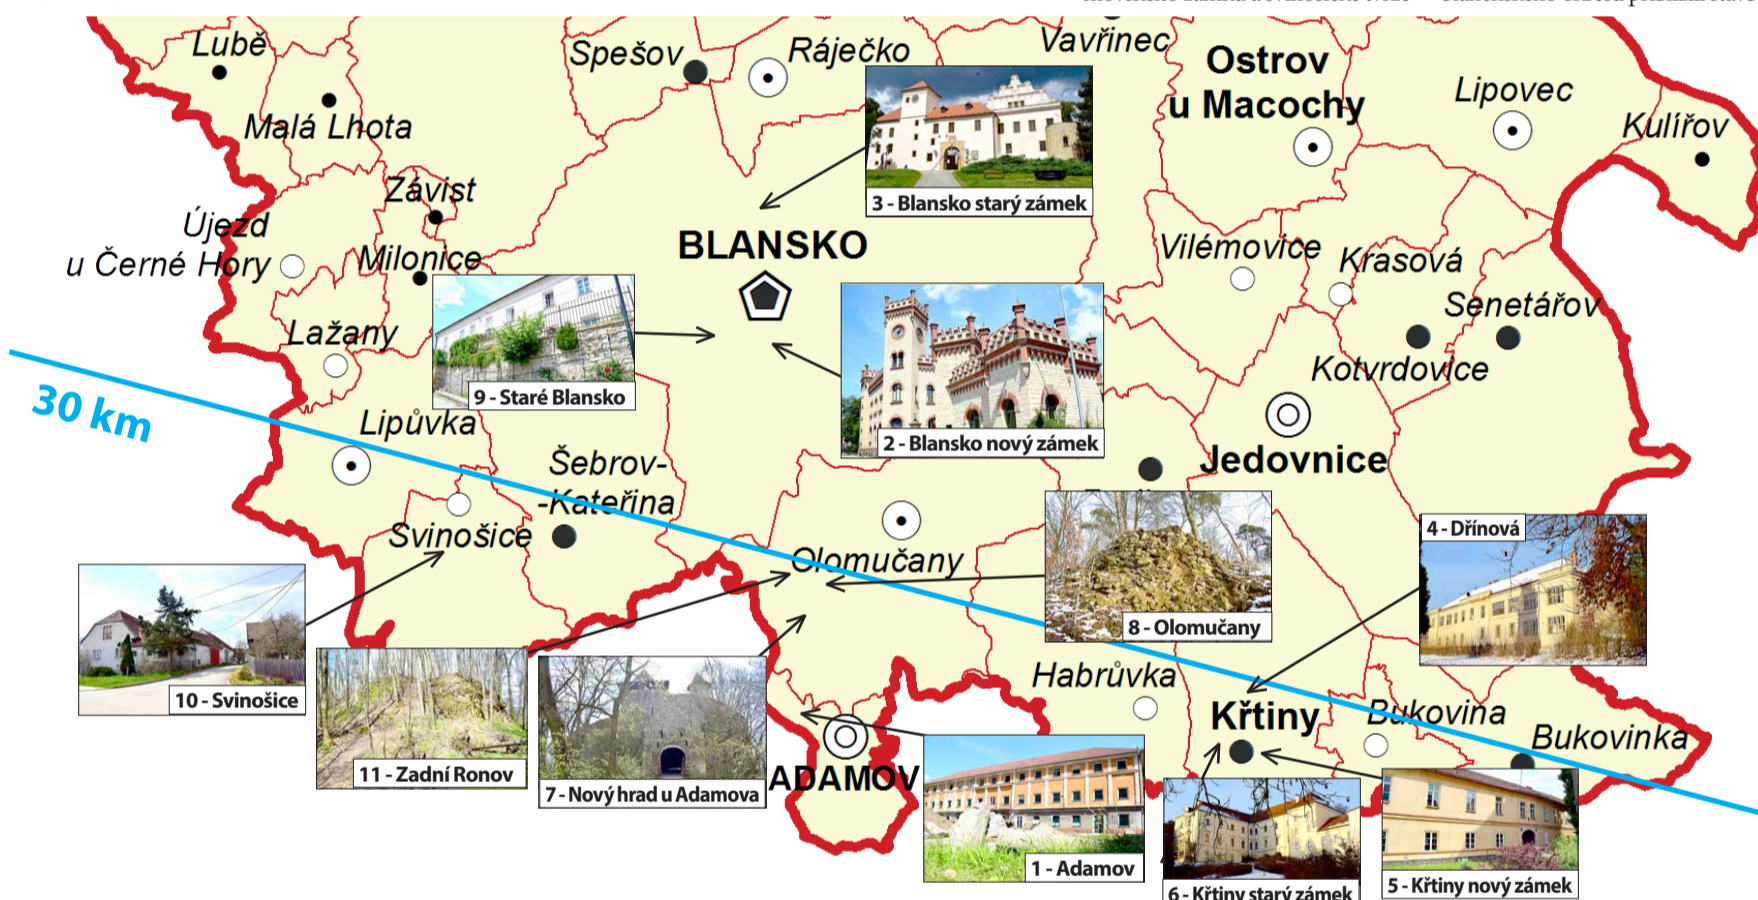 Lubě
Spešov
Ráječko
Vavřinec
Ostrov
u Macochy
Lipovec
Kulířov
Malá Lhota
3 - Blansko starý zámek
Závist
Újezd
u Černé Hory
Milonice
BLANSKO
Vilémovice
Krasová
Senetářov
Lažany
Kotvrdovice
9 - Staré Blansko
30 km
Lipůvka
2 - Blansko nový zámek
Jedovnice
Šebrov-
-Kateřina
Svinošice
Olomučany
4 - Dřínová
8 - Olomučany
10 - Svinošice
Habrůvka
Křtiny
Bukovina
Bukovinka
11 - Zadní Ronov
7 - Nový hrad u Adamova
ADAMOV
1 - Adamov
6 - Křtiny starý zámek
5 - Křtiny nový zámek